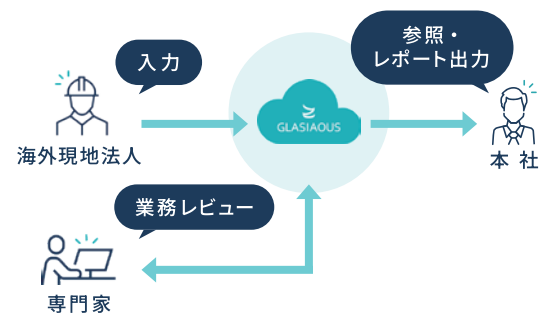 参照・
レポート出力
入力
GLASIAOUS
海外現地法人
本社
業務レビュー
専門家